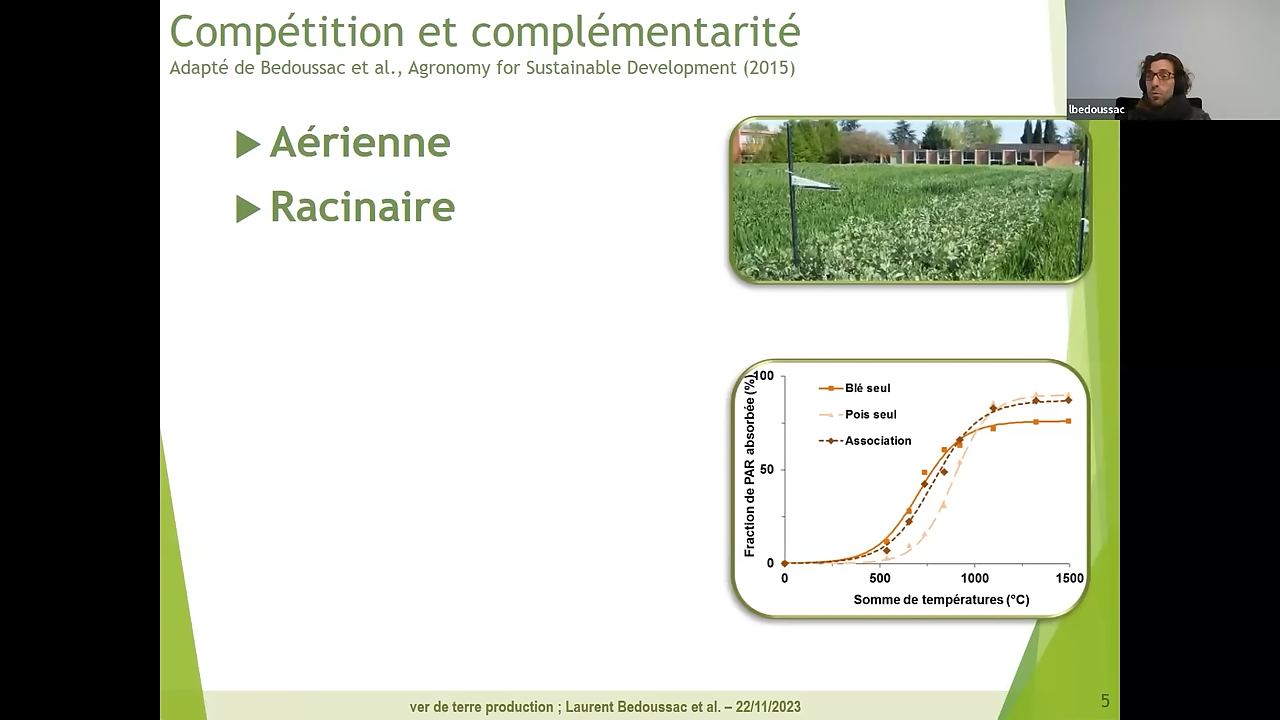 Compétition et complémentarité
Adapté de Bedoussac et al., Agronomy for Sustainable Development (2015)
lbedoussac
Aérienne
Racinaire
Fraction de PAR absorbée (%)
100
50
0
Blé seul
Pois seul
Association
0 500 1000 1500
Somme de températures (°C)
ver de terre production ; Laurent Bedoussac et al. – 22/11/2023
5